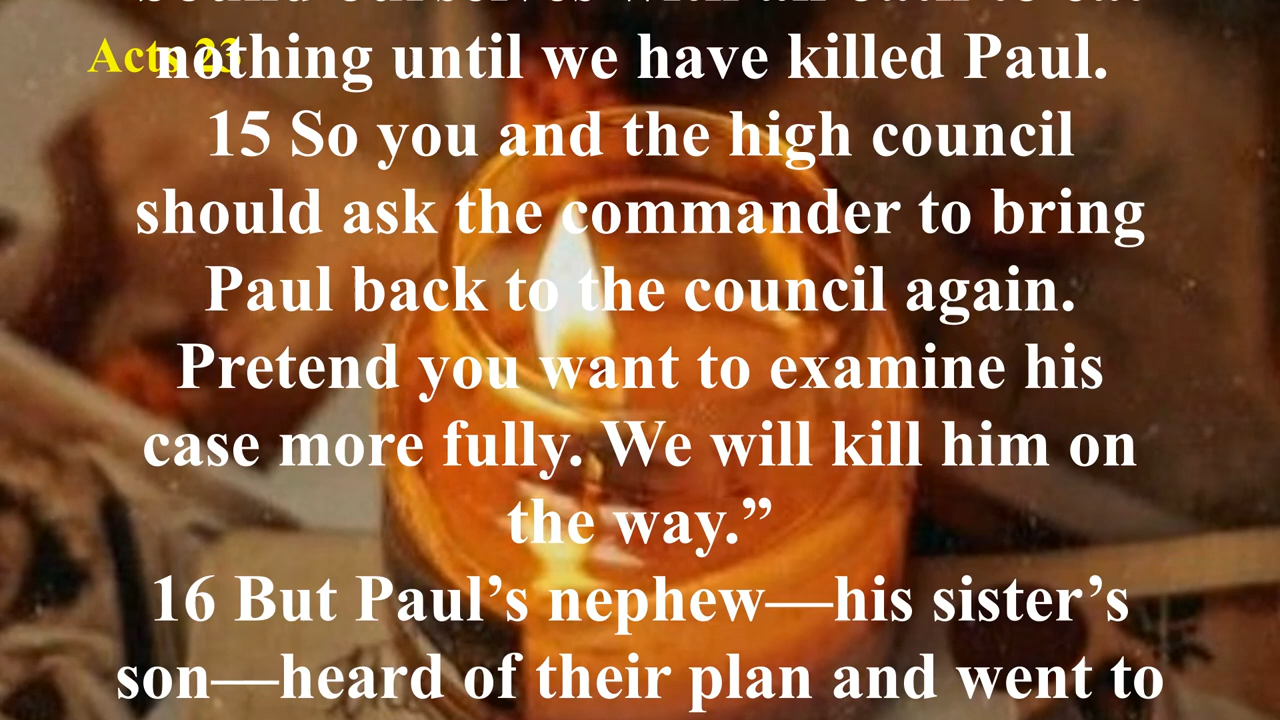 Acts 23
nothing until we have killed Paul.
15 So you and the high council
should ask the commander to bring
Paul back to the council again.
Pretend you want to examine his
case more fully. We will kill him on
the way.”
16 But Paul’s nephew—his sister’s
son—heard of their plan and went to